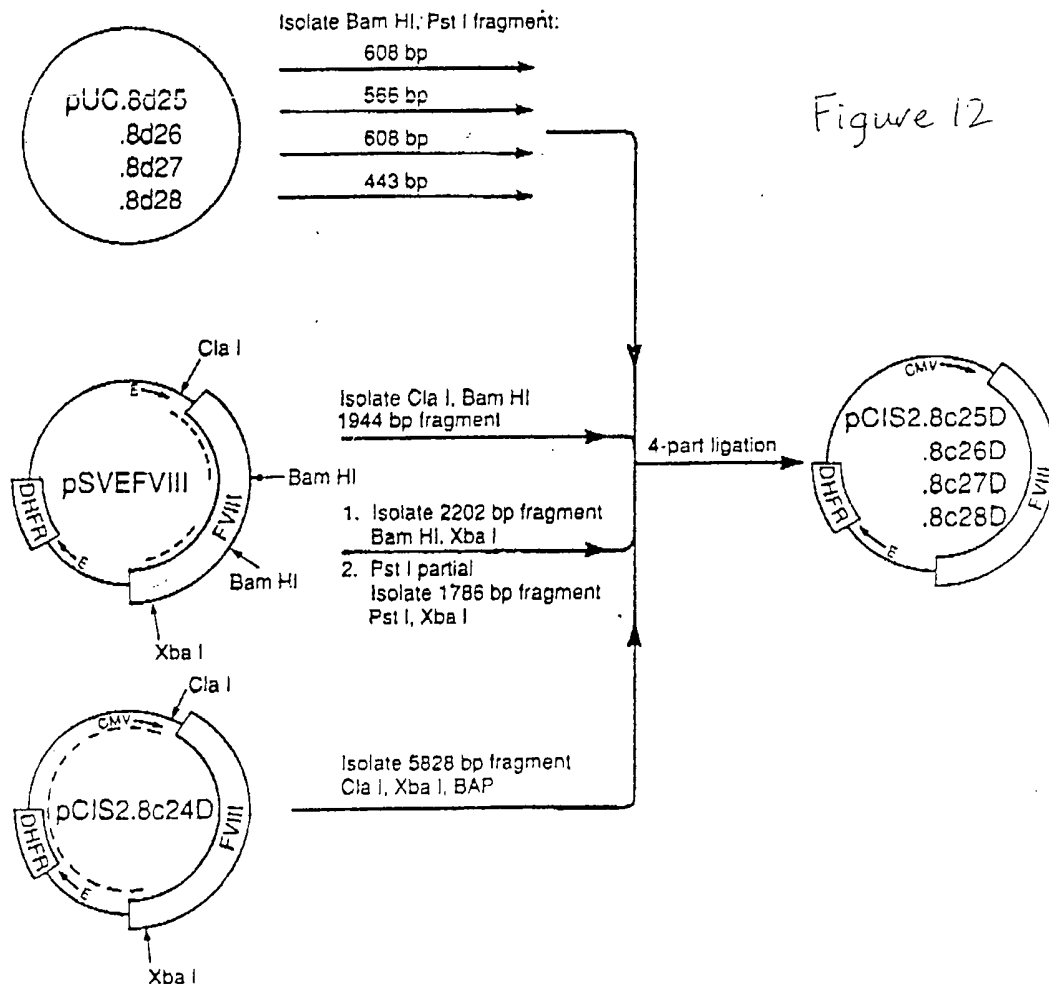 Isolate Bam HI, Pst I fragment:
608 bp
566 bp
608 bp
443 bp
pUC.8d25
.8d26
.8d27
.8d28
Figure 12
Cla I
E
pSVEFVIII
DHFR
E
FVIII
Bam HI
Bam HI
Xba I
Isolate Cla I, Bam HI
1944 bp fragment
1. Isolate 2202 bp fragment
Bam HI, Xba I
2. Pst I partial
Isolate 1786 bp fragment
Pst I, Xba I
4-part ligation
CMV
pCIS2.8c25D
.8c26D
.8c27D
.8c28D
DHFR
E
FVIII
Cla I
CMV
pCIS2.8c24D
DHFR
E
FVIII
Xba I
Isolate 5828 bp fragment
Cla I, Xba I, BAP